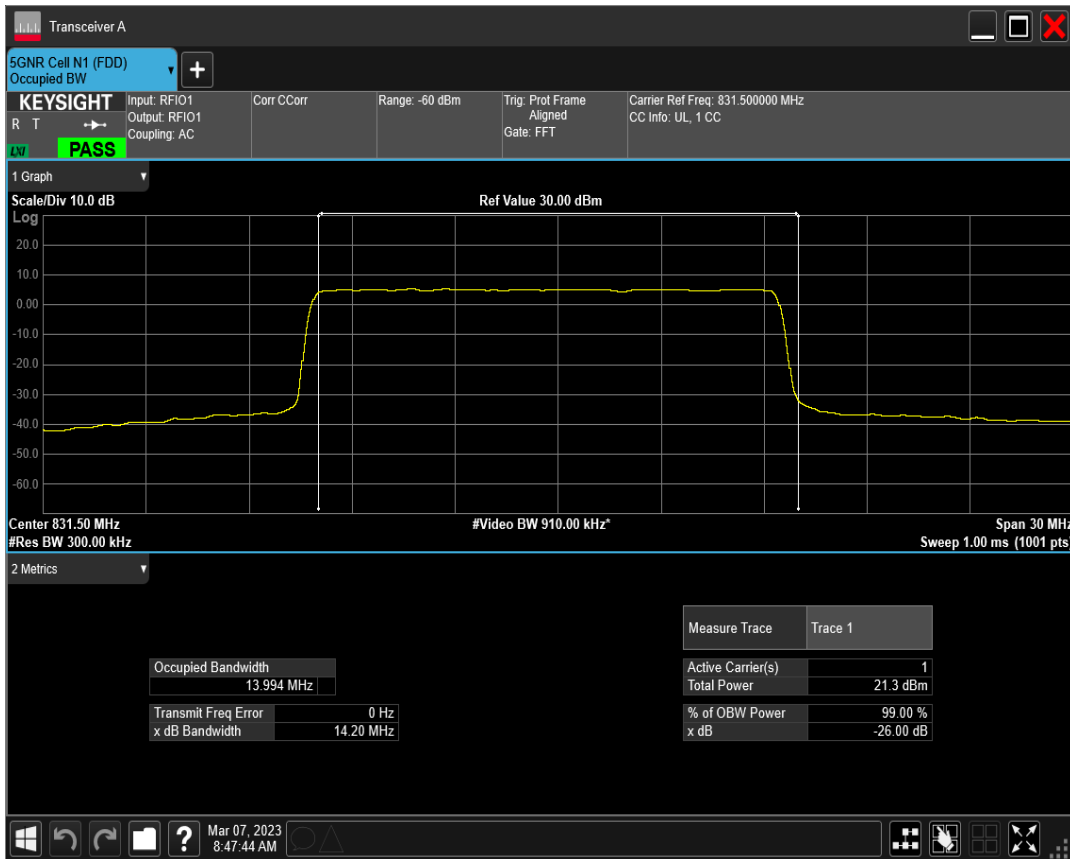 Transceiver A
5GNR Cell N1 (FDD)
Occupied BW
KEYSIGHT
R T
LXI
PASS
Input: RFIO1
Output: RFIO1
Coupling: AC
Corr CCorr
Range: -60 dBm
Trig: Prot Frame
Aligned
Gate: FFT
Carrier Ref Freq: 831.500000 MHz
CC Info: UL, 1 CC
1 Graph
Scale/Div 10.0 dB
Ref Value 30.00 dBm
Log
20.0
10.0
0.00
-10.0
-20.0
-30.0
-40.0
-50.0
-60.0
Center 831.50 MHz
#Video BW 910.00 kHz*
Span 30 MHz
#Res BW 300.00 kHz
Sweep 1.00 ms (1001 pts)
2 Metrics
Measure Trace Trace 1
Occupied Bandwidth
13.994 MHz
Active Carrier(s) 1
Total Power 21.3 dBm
Transmit Freq Error 0 Hz
x dB Bandwidth 14.20 MHz
% of OBW Power 99.00 %
x dB -26.00 dB
?
Mar 07, 2023
8:47:44 AM